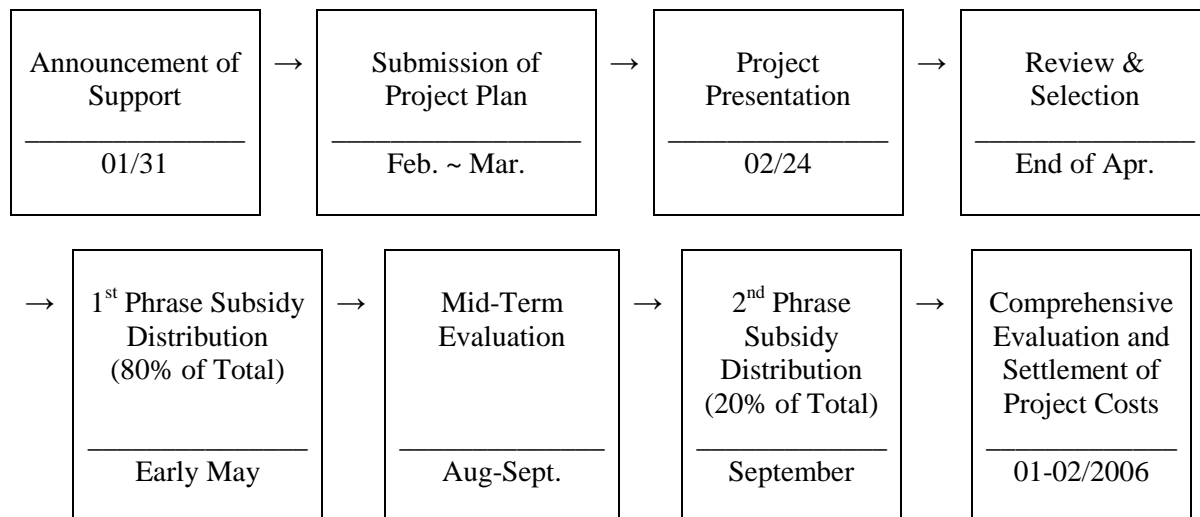 Announcement of
Support
01/31
→
Submission of
Project Plan
Feb. ~ Mar.
→
Project
Presentation
02/24
→
Review &
Selection
End of Apr.
→
1st Phrase Subsidy
Distribution
(80% of Total)
Early May
→
Mid-Term
Evaluation
Aug-Sept.
→
2nd Phrase
Subsidy
Distribution
(20% of Total)
September
→
Comprehensive
Evaluation and
Settlement of
Project Costs
01-02/2006